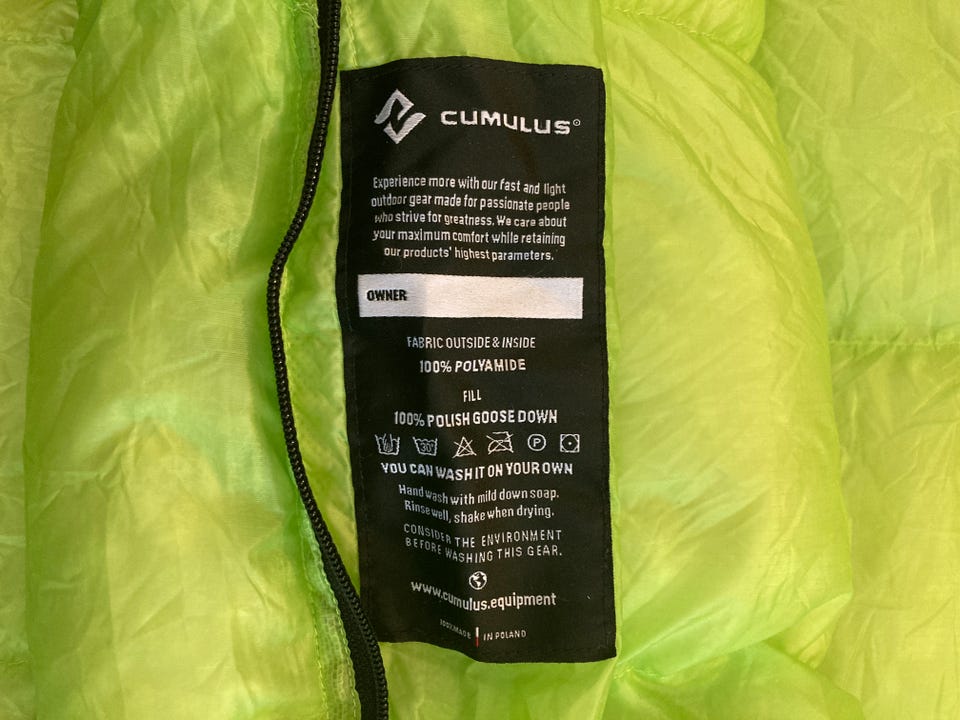 CUMULUS
Experience more with our fast and light
outdoor gear made for passionate people
who strive for greatness. We care about
your maximum comfort while retaining
our products' highest parameters.
OWNER
FABRIC OUTSIDE & INSIDE
100% POLYAMIDE
FILL
100% POLISH GOOSE DOWN
30° P
YOU CAN WASH IT ON YOUR OWN
Hand wash with mild down soap.
Rinse well, shake when drying.
CONSIDER THE ENVIRONMENT
BEFORE WASHING THIS GEAR.
www.cumulus.equipment
100% MADE IN POLAND